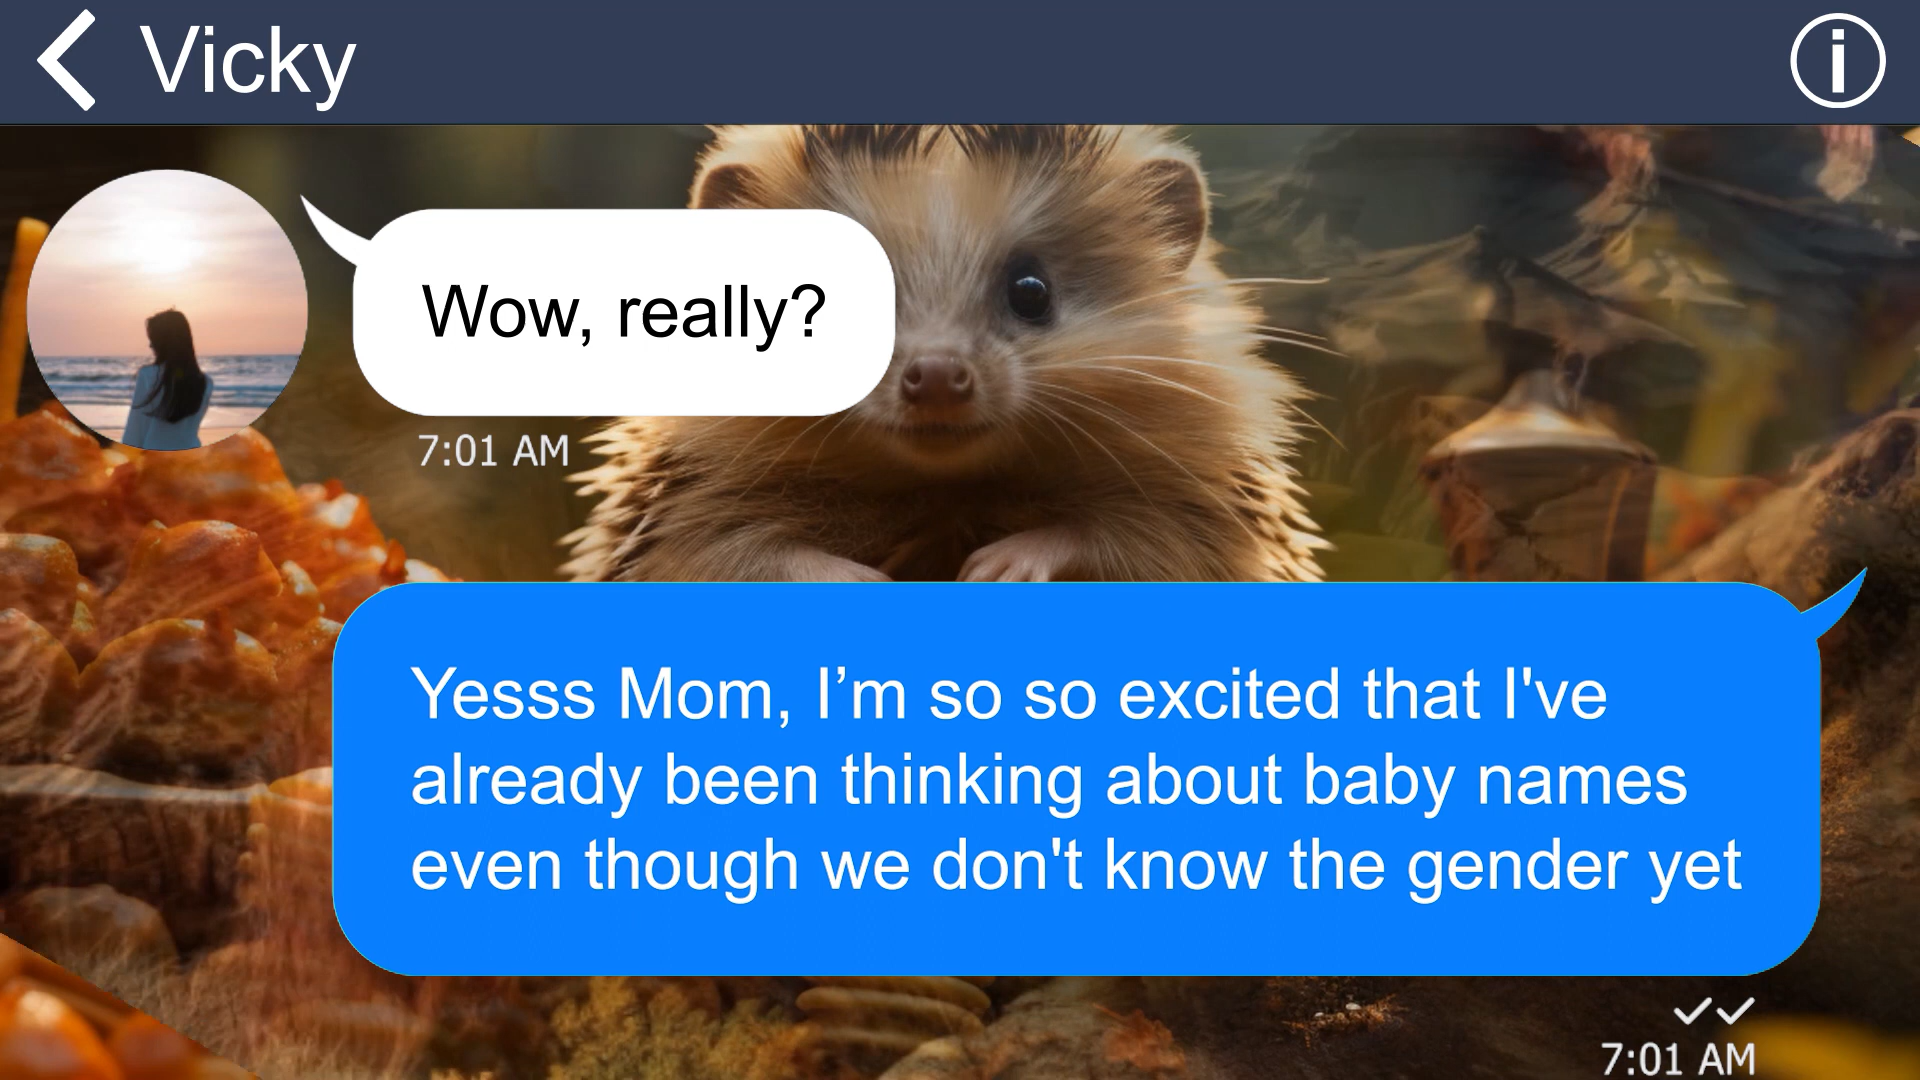 Vicky
Wow, really?
7:01 AM
Yesss Mom, I’m so so excited that I've
already been thinking about baby names
even though we don't know the gender yet
7:01 AM